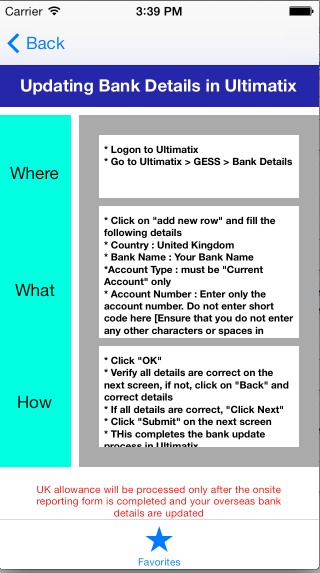 Carrier 3:39 PM
Back
Updating Bank Details in Ultimatix
Where
* Logon to Ultimatix
* Go to Ultimatix > GESS > Bank Details
What
* Click on "add new row" and fill the
following details
* Country : United Kingdom
* Bank Name : Your Bank Name
*Account Type : must be "Current
Account" only
* Account Number : Enter only the
account number. Do not enter short
code here [Ensure that you do not enter
any other characters or spaces in
How
* Click "OK"
* Verify all details are correct on
the next screen, if not, click on "Back" and
correct details
* If all details are correct, "Click Next"
* Click "Submit" on the next screen
* THis completes the bank update
process in Ultimatix
UK allowance will be processed only after the onsite
reporting form is completed and your overseas bank
details are updated
Favorites